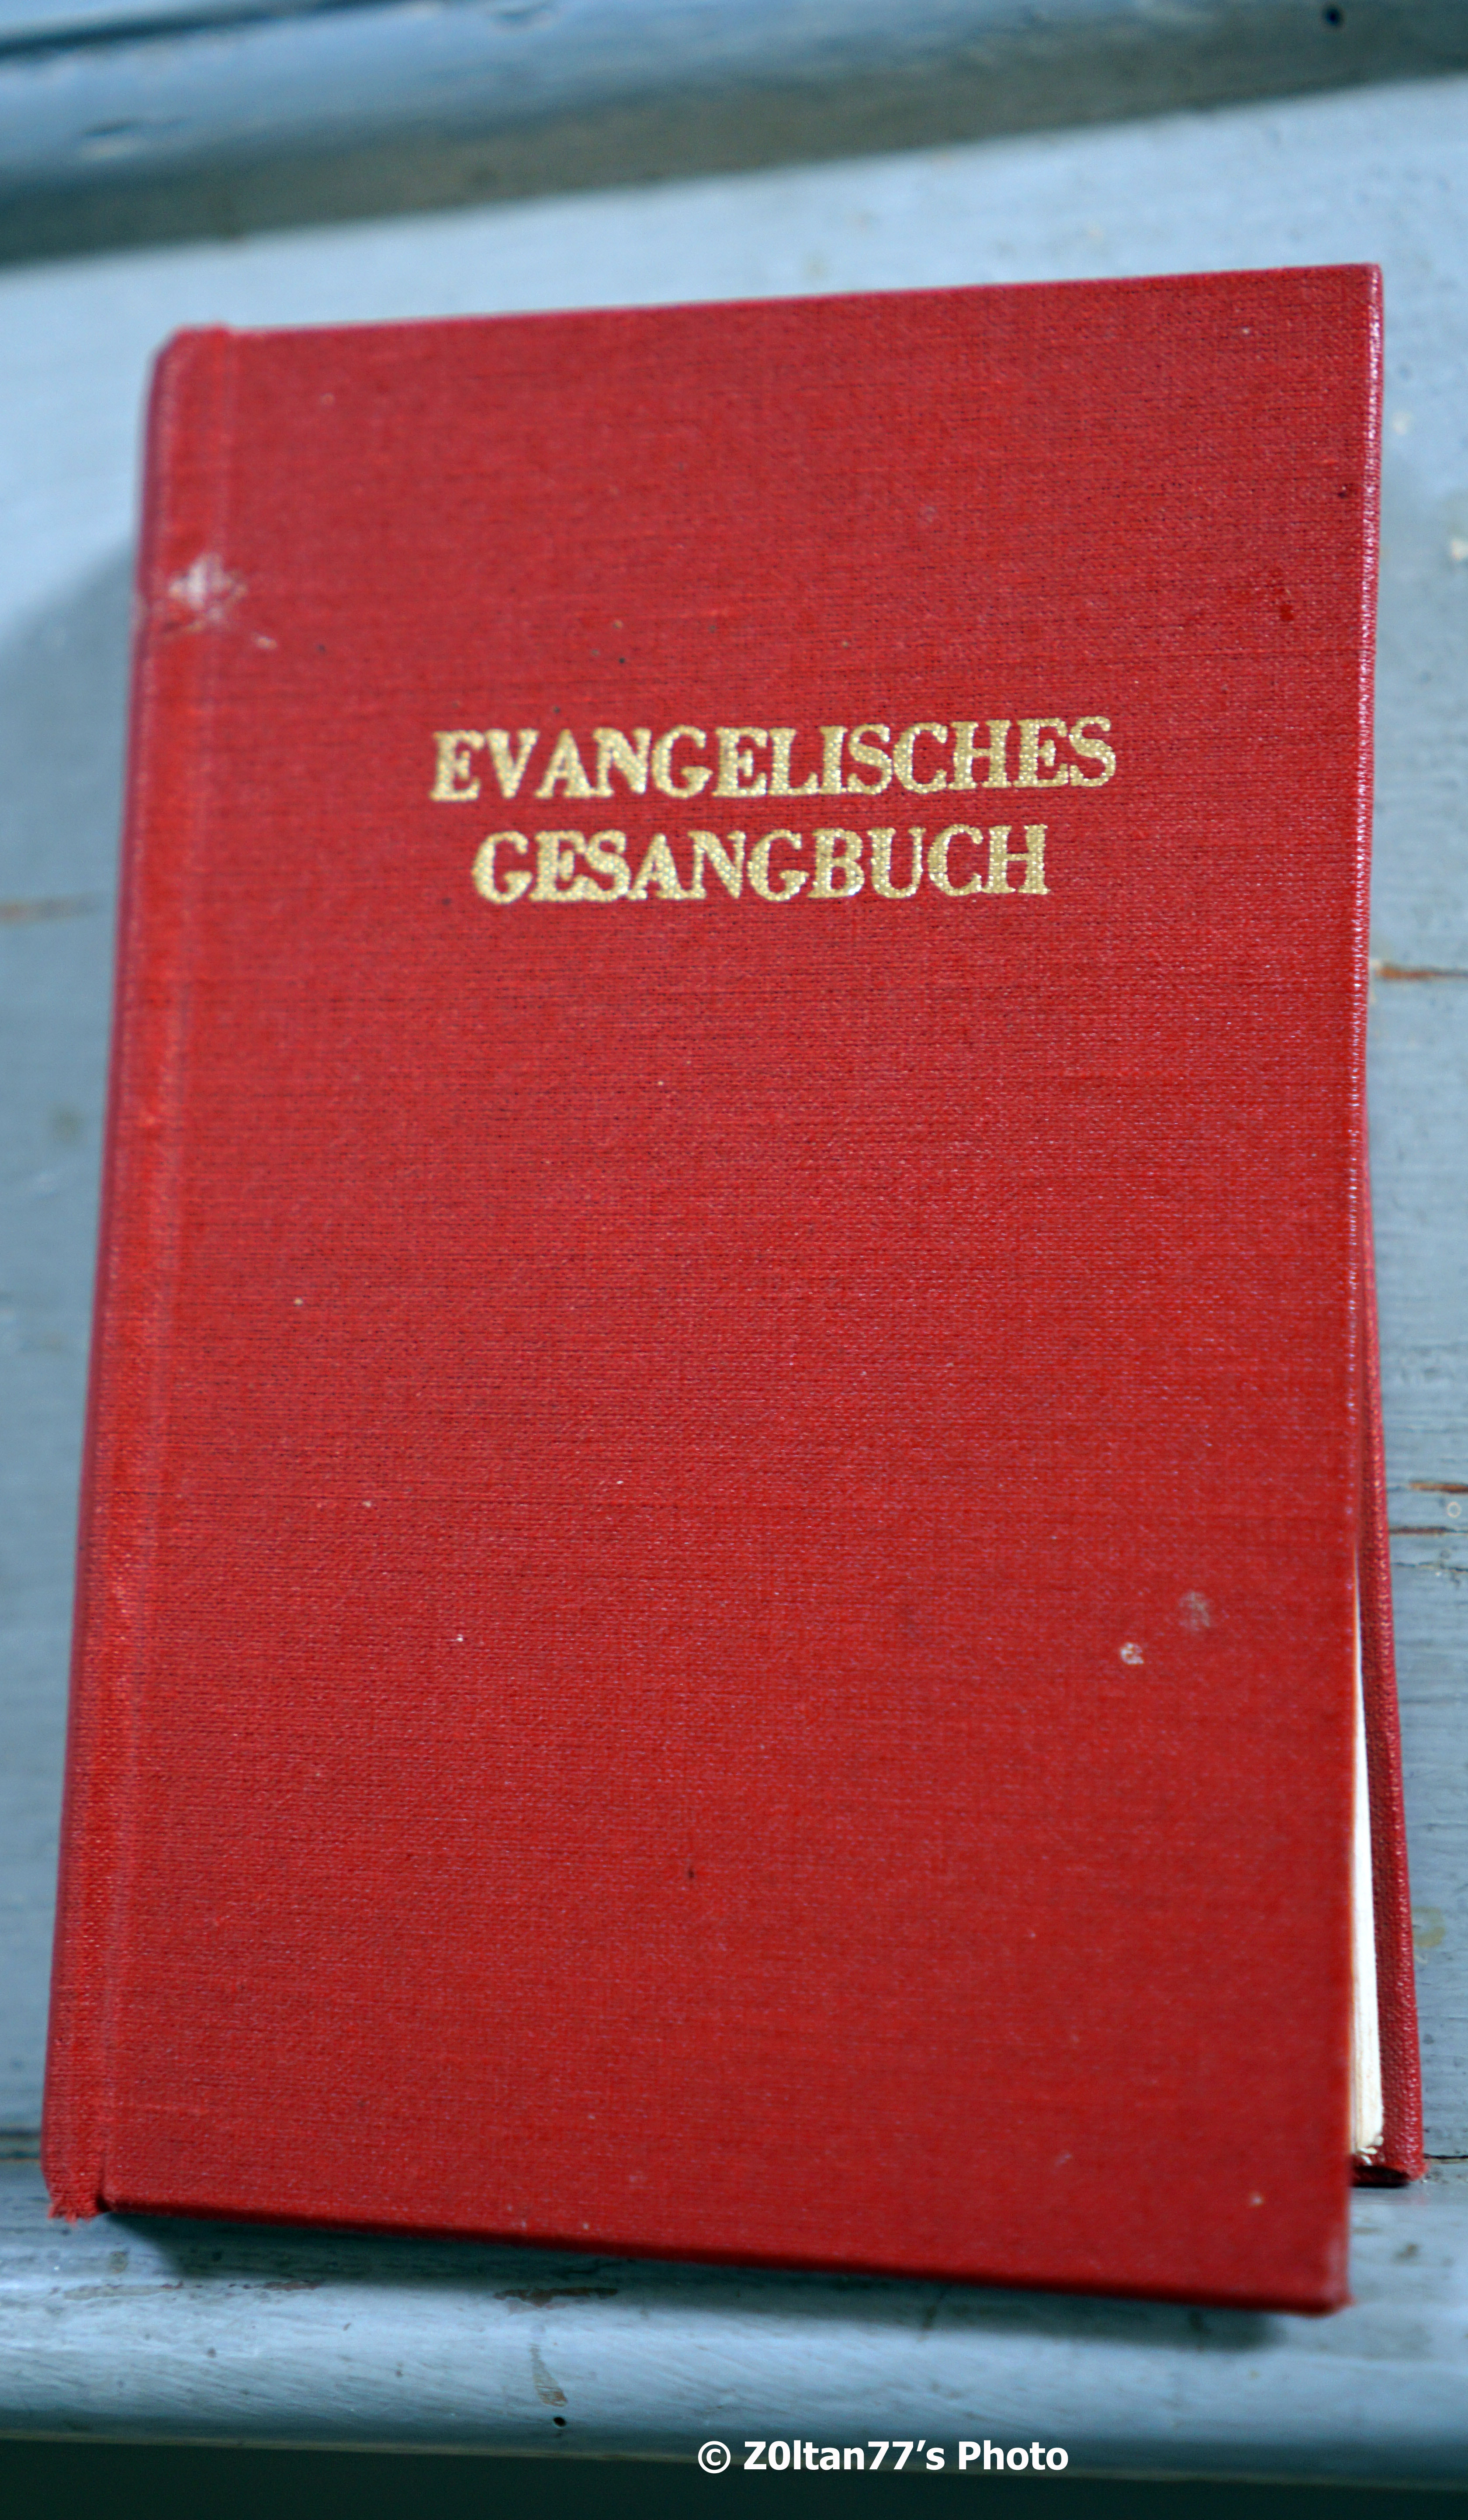 EVANGELISCHES
GESANGBUCH
© Z0ltan77’s Photo